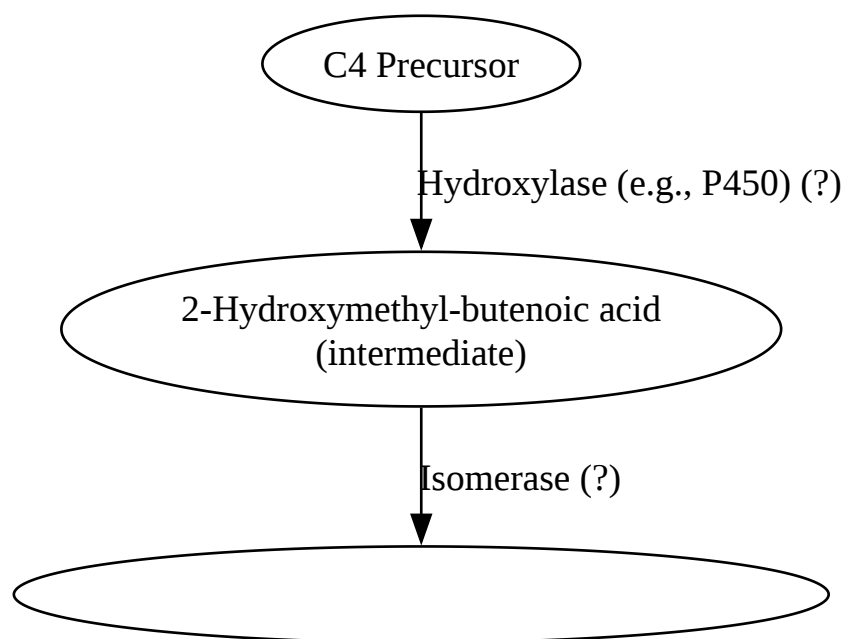 C4 Precursor
Hydroxylase (e.g., P450) (?)
2-Hydroxymethyl-butenoic acid
(intermediate)
Isomerase (?)